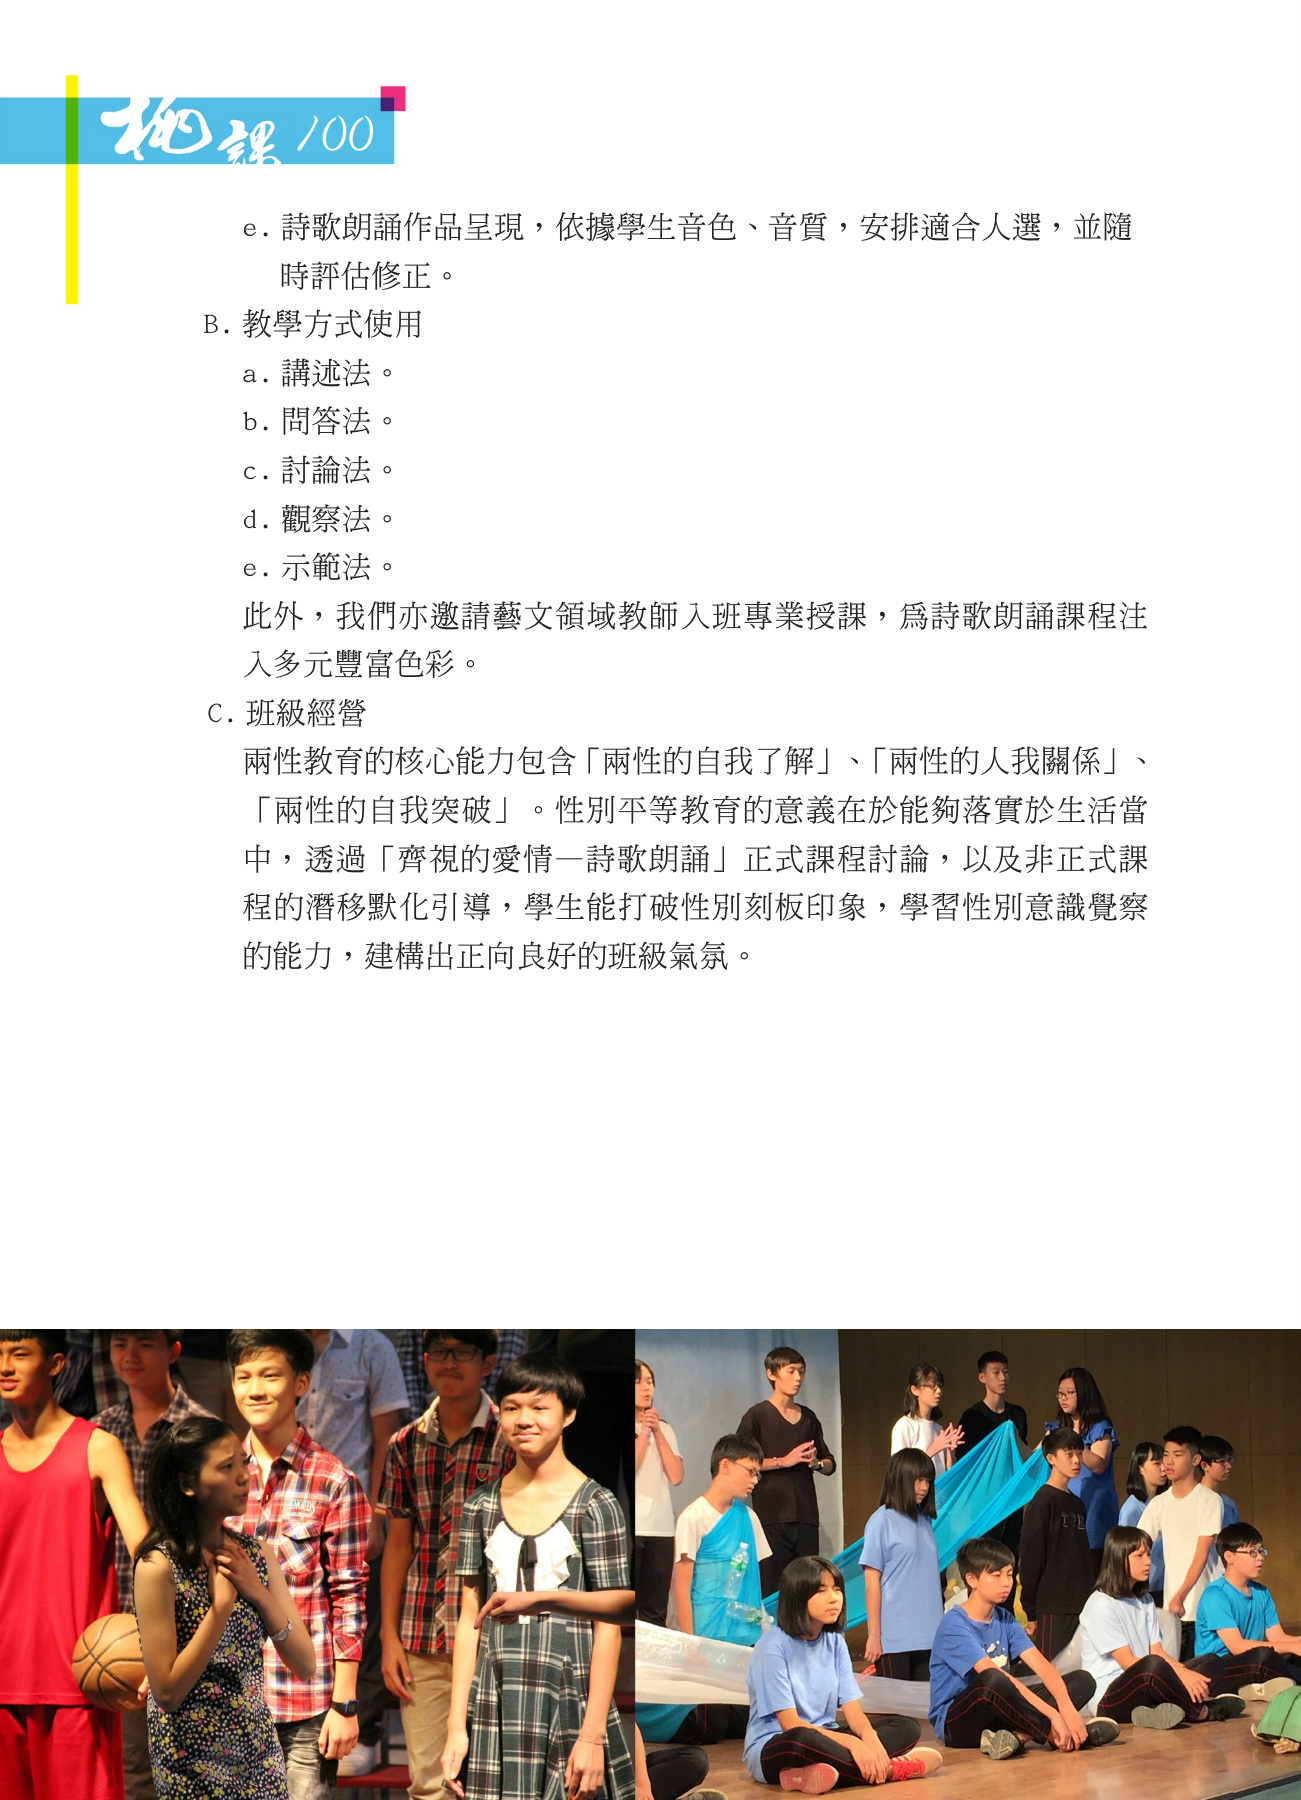 桃課100
e. 詩歌朗誦作品呈現，依據學生音色、音質，安排適合人選，並隨
時評估修正。
B. 教學方式使用
a. 講述法。
b. 問答法。
c. 討論法。
d. 觀察法。
e. 示範法。
此外，我們亦邀請藝文領域教師入班專業授課，為詩歌朗誦課程注
入多元豐富色彩。
C. 班級經營
兩性教育的核心能力包含「兩性的自我了解」、「兩性的人我關係」、
「兩性的自我突破」。性別平等教育的意義在於能夠落實於生活當
中，透過「齊視的愛情—詩歌朗誦」正式課程討論，以及非正式課
程的潛移默化引導，學生能打破性別刻板印象，學習性別意識覺察
的能力，建構出正向良好的班級氣氛。